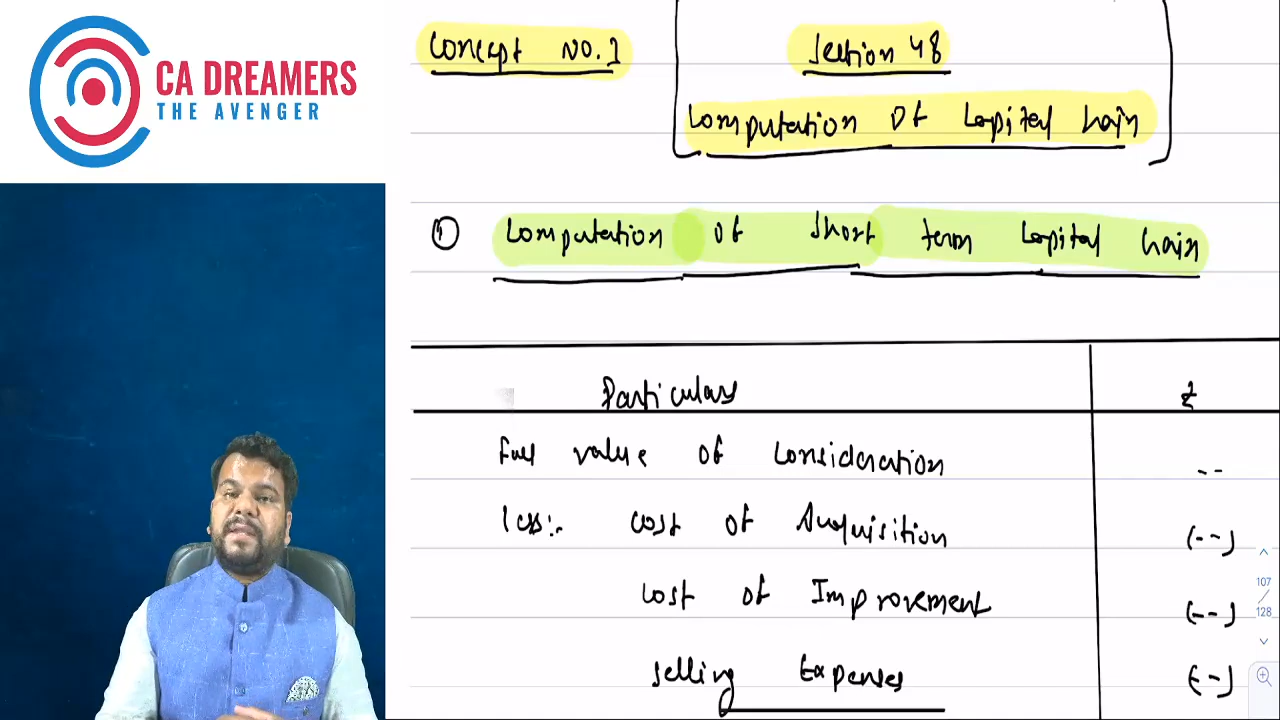 CA DREAMERS
THE AVENGER
Concept No. 1
Section 48
Computation of Capital Gain
① Computation of Short term Capital Gain
Particulars ₹
Full value of Consideration --
Less:- Cost of Acquisition (--)
Cost of Improvement (--)
Selling Expenses (-)
107
/
128